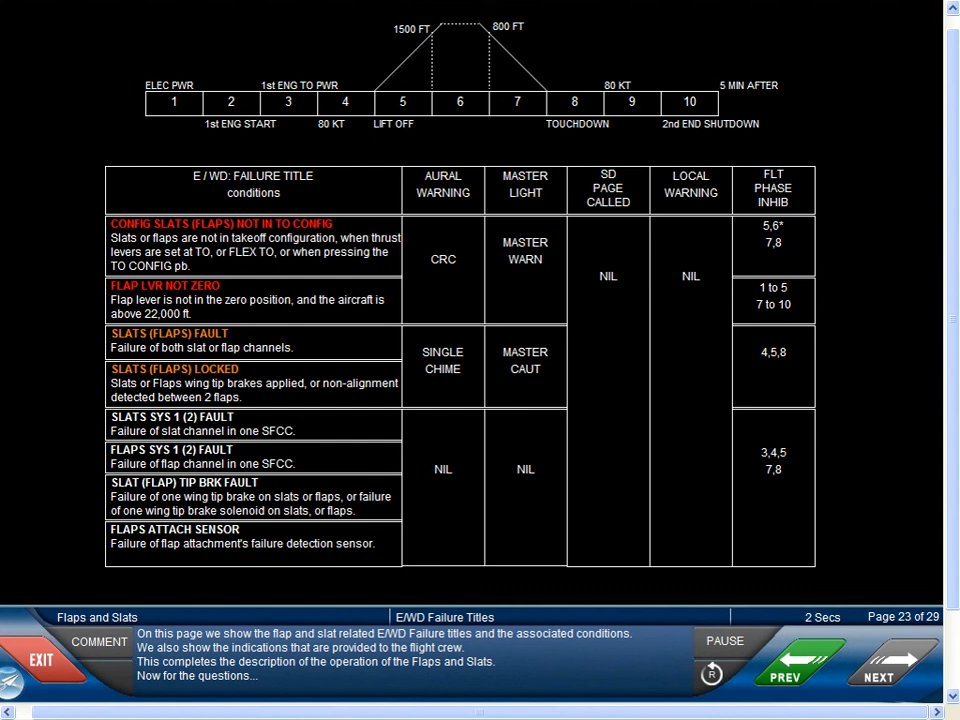 1500 FT
800 FT
ELEC PWR
1st ENG TO PWR
80 KT
5 MIN AFTER
1 2 3 4 5 6 7 8 9 10
1st ENG START
80 KT
LIFT OFF
TOUCHDOWN
2nd END SHUTDOWN
E / WD: FAILURE TITLE
conditions
AURAL
WARNING
MASTER
LIGHT
SD
PAGE
CALLED
LOCAL
WARNING
FLT
PHASE
INHIB
CONFIG SLATS (FLAPS) NOT IN TO CONFIG
Slats or flaps are not in takeoff configuration, when thrust
levers are set at TO, or FLEX TO, or when pressing the
TO CONFIG pb.
CRC
MASTER
WARN
NIL
NIL
5,6*
7,8
FLAP LVR NOT ZERO
Flap lever is not in the zero position, and the aircraft is
above 22,000 ft.
1 to 5
7 to 10
SLATS (FLAPS) FAULT
Failure of both slat or flap channels.
SINGLE
CHIME
MASTER
CAUT
4,5,8
SLATS (FLAPS) LOCKED
Slats or Flaps wing tip brakes applied, or non-alignment
detected between 2 flaps.
SLATS SYS 1 (2) FAULT
Failure of slat channel in one SFCC.
FLAPS SYS 1 (2) FAULT
Failure of flap channel in one SFCC.
NIL
NIL
3,4,5
7,8
SLAT (FLAP) TIP BRK FAULT
Failure of one wing tip brake on slats or flaps, or failure
of one wing tip brake solenoid on slats, or flaps.
FLAPS ATTACH SENSOR
Failure of flap attachment's failure detection sensor.
Flaps and Slats
E/WD Failure Titles
2 Secs
Page 23 of 29
EXIT
COMMENT
On this page we show the flap and slat related E/WD Failure titles and the associated conditions.
We also show the indications that are provided to the flight crew.
This completes the description of the operation of the Flaps and Slats.
Now for the questions...
PAUSE
R
PREV
NEXT